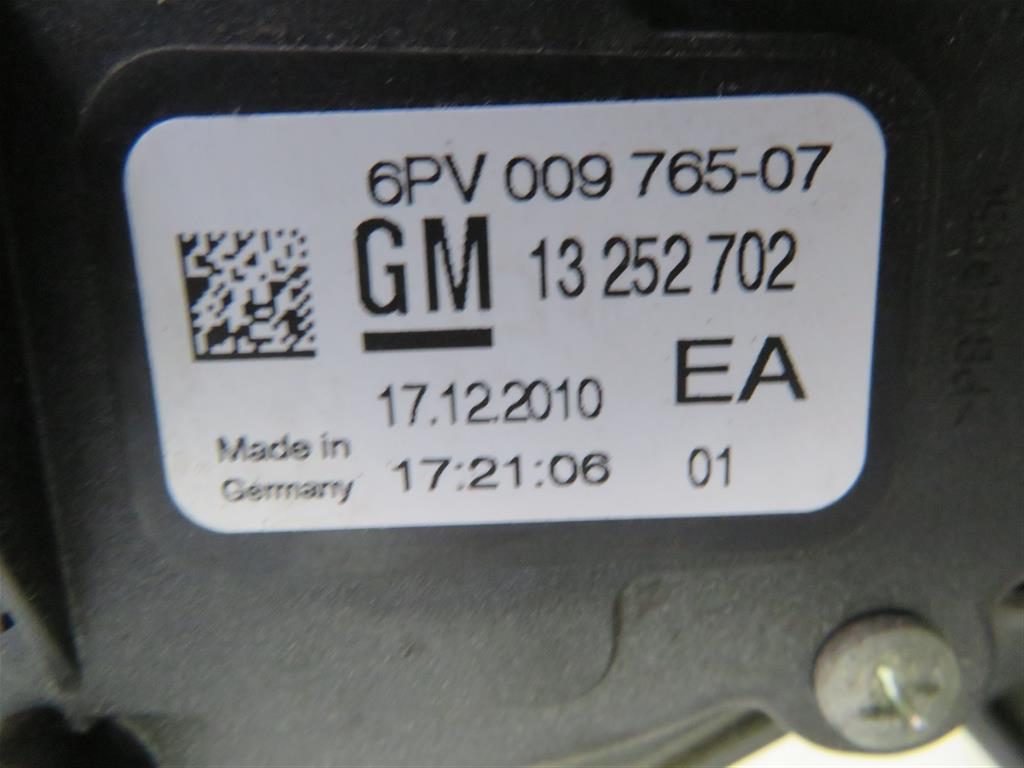 6PV 009 765-07
GM 13 252 702
EA
17.12.2010
Made in
Germany
17:21:06 01